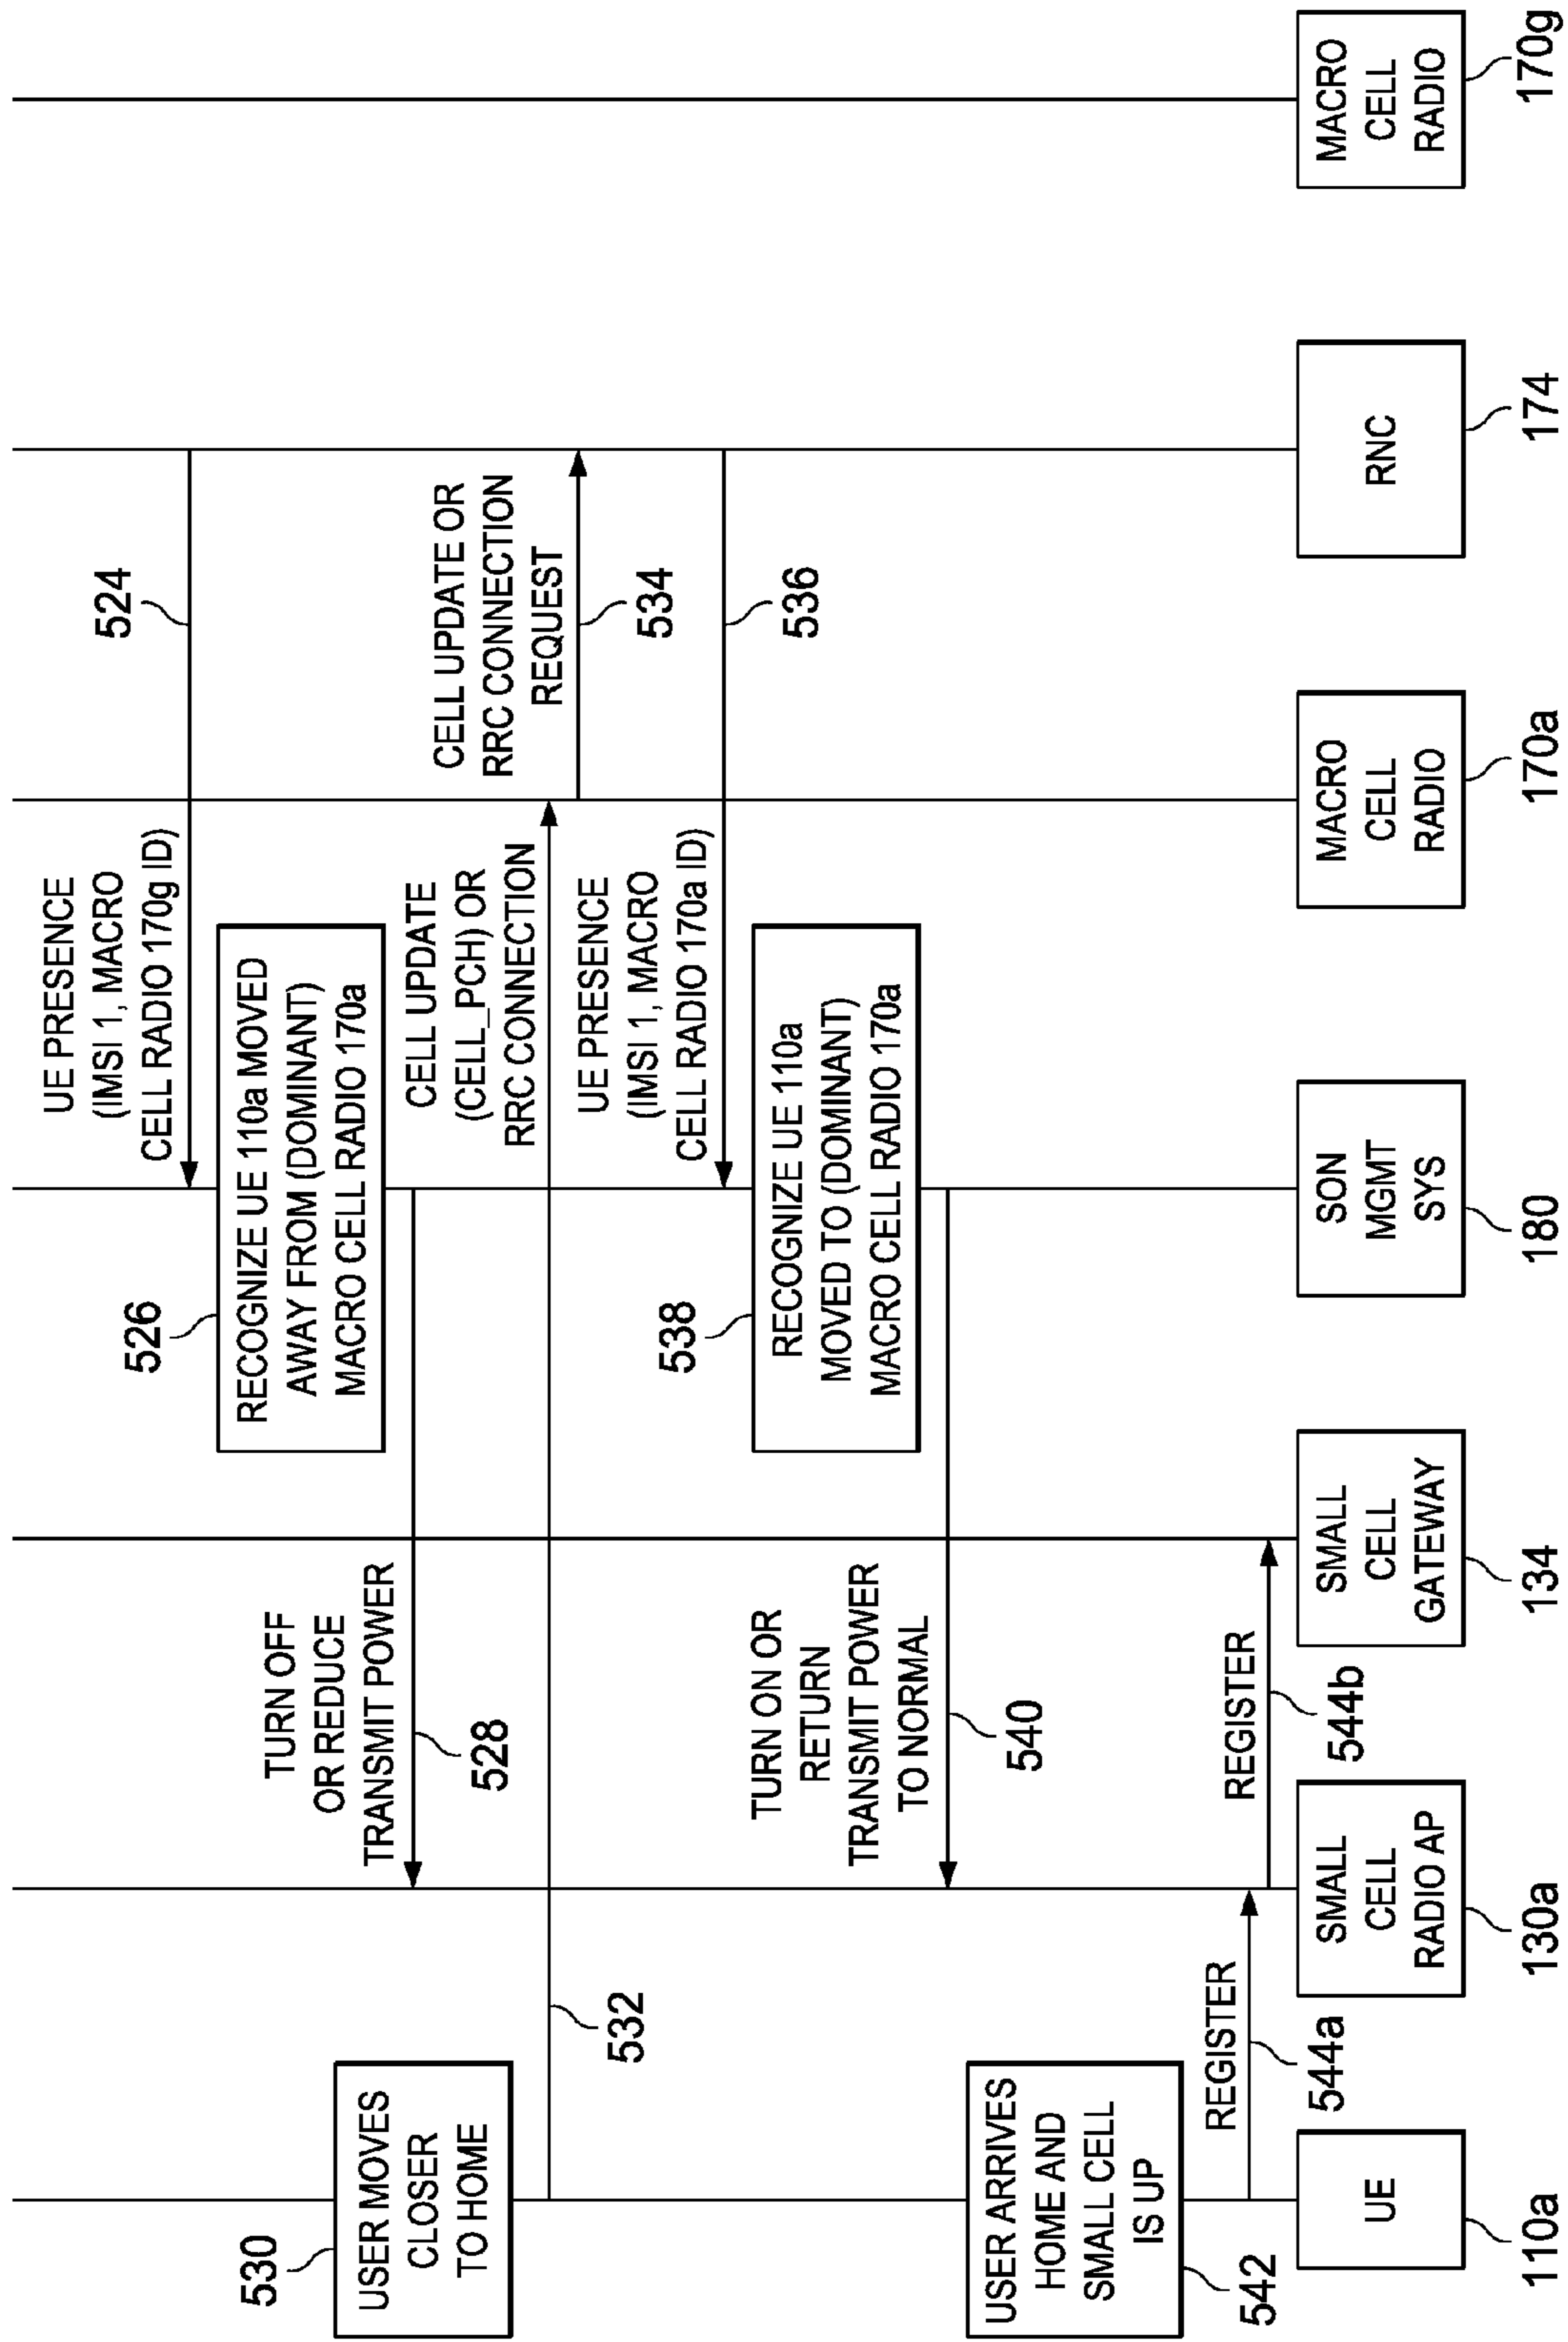 524
UE PRESENCE
(IMSI 1, MACRO
CELL RADIO 170g ID)
526
RECOGNIZE UE 110a MOVED
AWAY FROM (DOMINANT)
MACRO CELL RADIO 170a
TURN OFF
OR REDUCE
TRANSMIT POWER
528
530
USER MOVES
CLOSER
TO HOME
CELL UPDATE
(CELL_PCH) OR
RRC CONNECTION
532
CELL UPDATE OR
RRC CONNECTION
REQUEST
534
UE PRESENCE
(IMSI 1, MACRO
CELL RADIO 170a ID)
536
538
RECOGNIZE UE 110a
MOVED TO (DOMINANT)
MACRO CELL RADIO 170a
TURN ON OR
RETURN
TRANSMIT POWER
TO NORMAL
540
542
USER ARRIVES
HOME AND
SMALL CELL
IS UP
REGISTER
544a
REGISTER
544b
UE
110a
SMALL
CELL
RADIO AP
130a
SMALL
CELL
GATEWAY
134
SON
MGMT
SYS
180
MACRO
CELL
RADIO
170a
RNC
174
MACRO
CELL
RADIO
170g